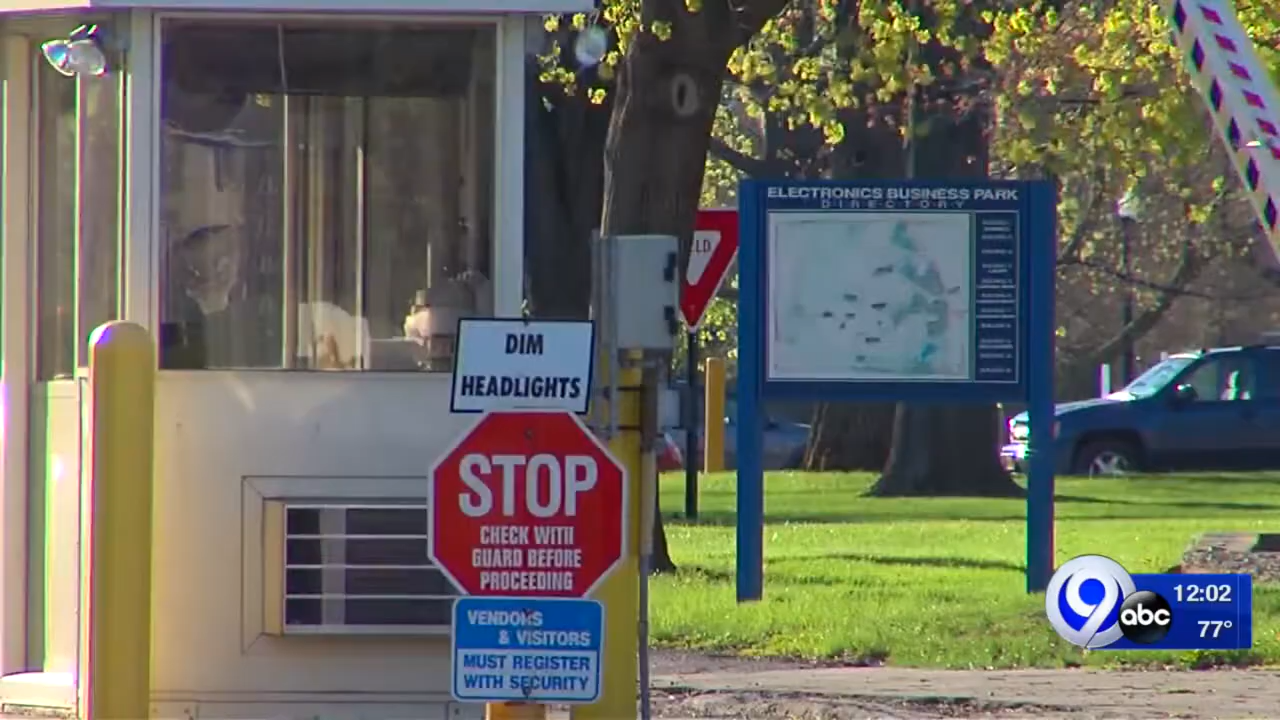 ELECTRONICS BUSINESS PARK
DIRECTORY
DIM
HEADLIGHTS
STOP
CHECK WITH
GUARD BEFORE
PROCEEDING
VENDORS
& VISITORS
MUST REGISTER
WITH SECURITY
9
abc
12:02
77°